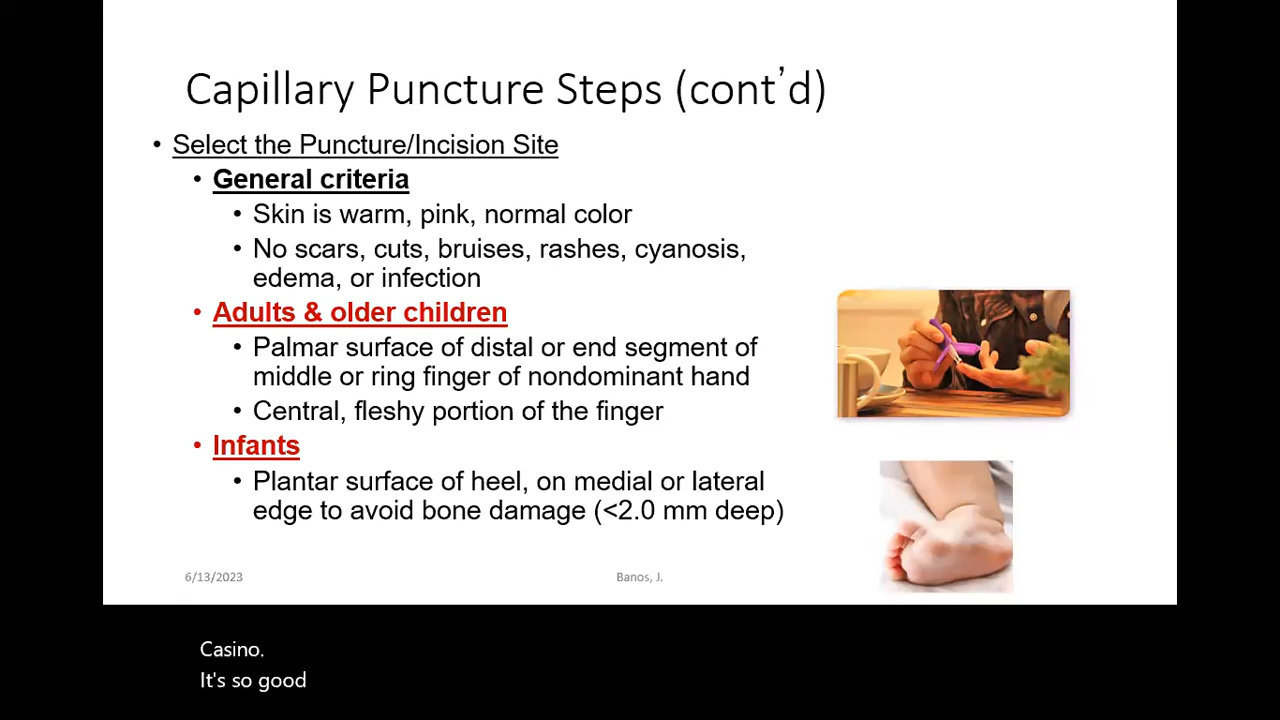 Capillary Puncture Steps (cont’d)
• Select the Puncture/Incision Site
• General criteria
• Skin is warm, pink, normal color
• No scars, cuts, bruises, rashes, cyanosis,
edema, or infection
• Adults & older children
• Palmar surface of distal or end segment of
middle or ring finger of nondominant hand
• Central, fleshy portion of the finger
• Infants
• Plantar surface of heel, on medial or lateral
edge to avoid bone damage (<2.0 mm deep)
6/13/2023
Banos, J.
Casino.
It's so good